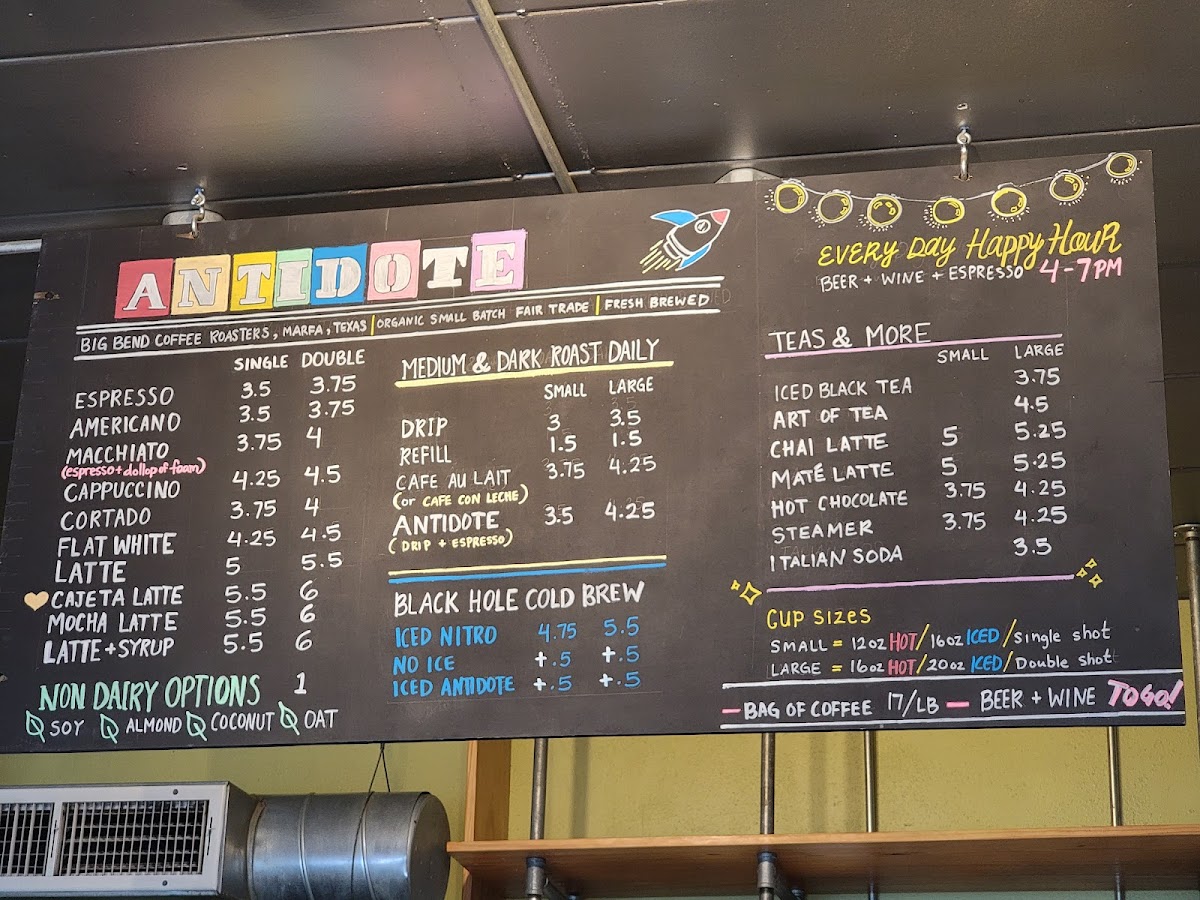 ANTIDOTE
BIG BEND COFFEE ROASTERS, MARFA, TEXAS | ORGANIC SMALL BATCH FAIR TRADE | FRESH BREWED
SINGLE DOUBLE
ESPRESSO 3.5 3.75
AMERICANO 3.5 3.75
MACCHIATO 3.75 4
(espresso + dollop of foam)
CAPPUCCINO 4.25 4.5
CORTADO 3.75 4
FLAT WHITE 4.25 4.5
LATTE 5 5.5
CAJETA LATTE 5.5 6
MOCHA LATTE 5.5 6
LATTE + SYRUP 5.5 6
NON DAIRY OPTIONS 1
SOY ALMOND COCONUT OAT
MEDIUM & DARK ROAST DAILY
SMALL LARGE
DRIP 3 3.5
REFILL 1.5 1.5
CAFE AU LAIT 3.75 4.25
(or CAFE CON LECHE)
ANTIDOTE 3.5 4.25
(DRIP + ESPRESSO)
BLACK HOLE COLD BREW
ICED NITRO 4.75 5.5
NO ICE +.5 +.5
ICED ANTIDOTE +.5 +.5
EVERY DAY HAPPY HOUR
BEER + WINE + ESPRESSO 4-7PM
TEAS & MORE
SMALL LARGE
ICED BLACK TEA 3.75
ART OF TEA 4.5
CHAI LATTE 5 5.25
MATÉ LATTE 5 5.25
HOT CHOCOLATE 3.75 4.25
STEAMER 3.75 4.25
ITALIAN SODA 3.5
CUP SIZES
SMALL = 12oz HOT/16oz ICED/single shot
LARGE = 16oz HOT/20oz ICED/Double shot
— BAG OF COFFEE 17/LB — BEER + WINE TO GO!